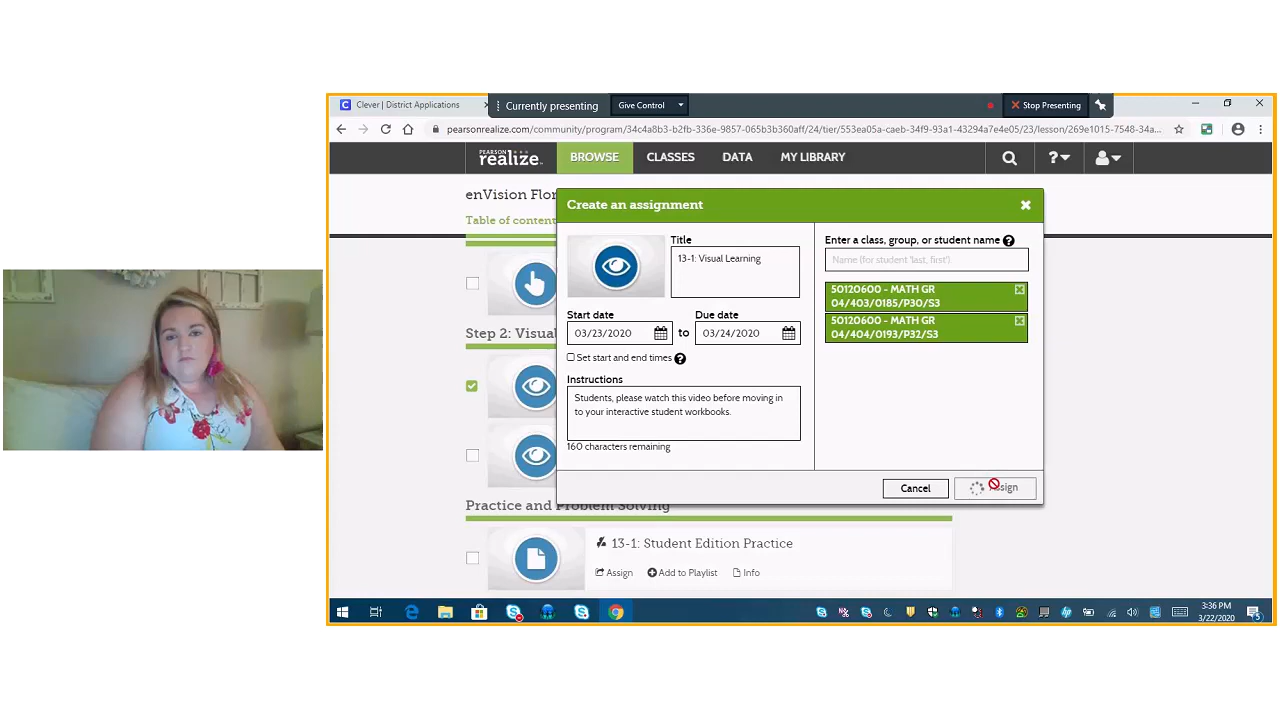 Clever | District Applications
Currently presenting
Give Control
Stop Presenting
pearsonrealize.com/community/program/34c4a8b3-b2fb-336e-9857-065b3b360aff/24/tier/553ea05a-caeb-34f9-93a1-43294a7e4e05/23/lesson/269e1015-7548-34a...
PEARSON
realize
BROWSE
CLASSES
DATA
MY LIBRARY
enVision Flor
Table of content
Create an assignment
Title
13-1: Visual Learning
Start date
Due date
03/23/2020
to
03/24/2020
Set start and end times
Instructions
Students, please watch this video before moving in
to your interactive student workbooks.
160 characters remaining
Enter a class, group, or student name
Name (for student 'last, first').
50120600 - MATH GR
04/403/0185/P30/S3
50120600 - MATH GR
04/404/0193/P32/S3
Cancel
Assign
Step 2: Visua
Practice and Problem Solving
13-1: Student Edition Practice
Assign
Add to Playlist
Info
3:36 PM
3/22/2020